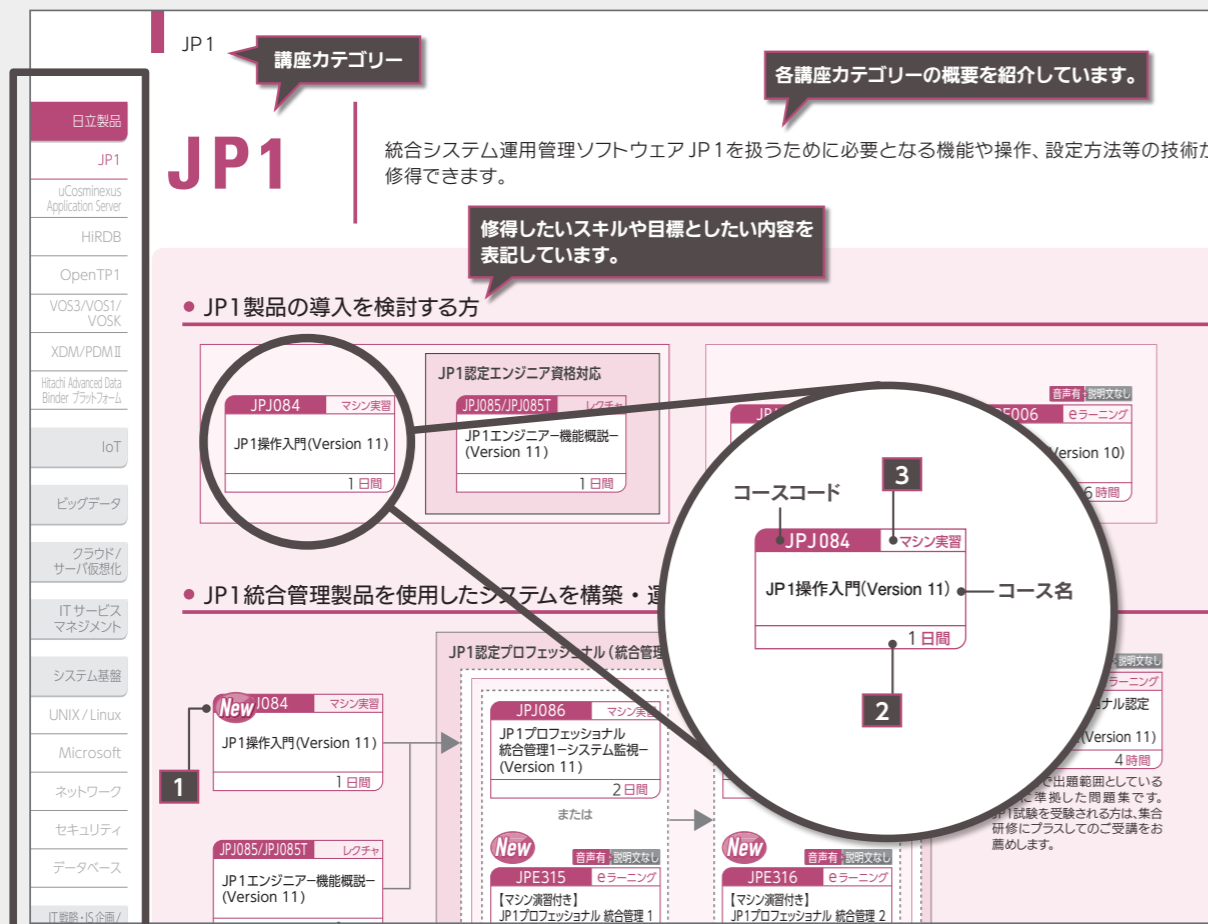 JP1
講座カテゴリー
各講座カテゴリーの概要を紹介しています。
JP1
統合システム運用管理ソフトウェア JP1を扱うために必要となる機能や操作、設定方法等の技術が
修得できます。
修得したいスキルや目標としたい内容を
表記しています。
日立製品
JP1
uCosminexus
Application Server
HiRDB
OpenTP1
VOS3/VOS1/
VOSK
XDM/PDMⅡ
Hitachi Advanced Data
Binder プラットフォーム
IoT
ビッグデータ
クラウド/
サーバ仮想化
IT サービス
マネジメント
システム基盤
UNIX/Linux
Microsoft
ネットワーク
セキュリティ
データベース
IT戦略・IS企画/
● JP1製品の導入を検討する方
JPJ084 マシン実習
JP1操作入門(Version 11)
1日間
JP1認定エンジニア資格対応
JPJ085/JPJ085T レクチャ
JP1エンジニアー機能概説ー
(Version 11)
1日間
音声有 説明文なし
E006 eラーニング
Version 10)
6時間
コースコード
3
JPJ084 マシン実習
JP1操作入門(Version 11)
コース名
1日間
2
● JP1統合管理製品を使用したシステムを構築・運
JP1認定プロフェッショナル(統合管理
1
New J084 マシン実習
JP1操作入門(Version 11)
1日間
JPJ085/JPJ085T レクチャ
JP1エンジニアー機能概説ー
(Version 11)
JPJ086 マシン実習
JP1プロフェッショナル
統合管理1ーシステム監視ー
(Version 11)
2日間
または
New
音声有 説明文なし
JPE315 eラーニング
【マシン演習付き】
JP1プロフェッショナル 統合管理 1
New
音声有 説明文なし
JPE316 eラーニング
【マシン演習付き】
JP1プロフェッショナル 統合管理 2
説明文なし
ラーニング
ナル認定
(Version 11)
4時間
で出題範囲としている
に準拠した問題集です。
JP1試験を受験される方は、集合
研修にプラスしてのご受講をお
薦めします。